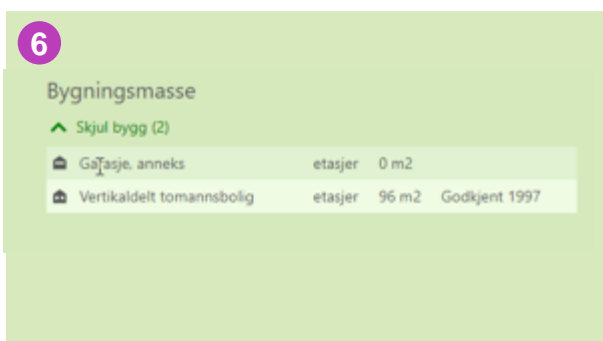 6
Bygningsmasse
Skjul bygg (2)
Garasje, anneks etasjer 0 m2
Vertikaldelt tomannsbolig etasjer 96 m2 Godkjent 1997